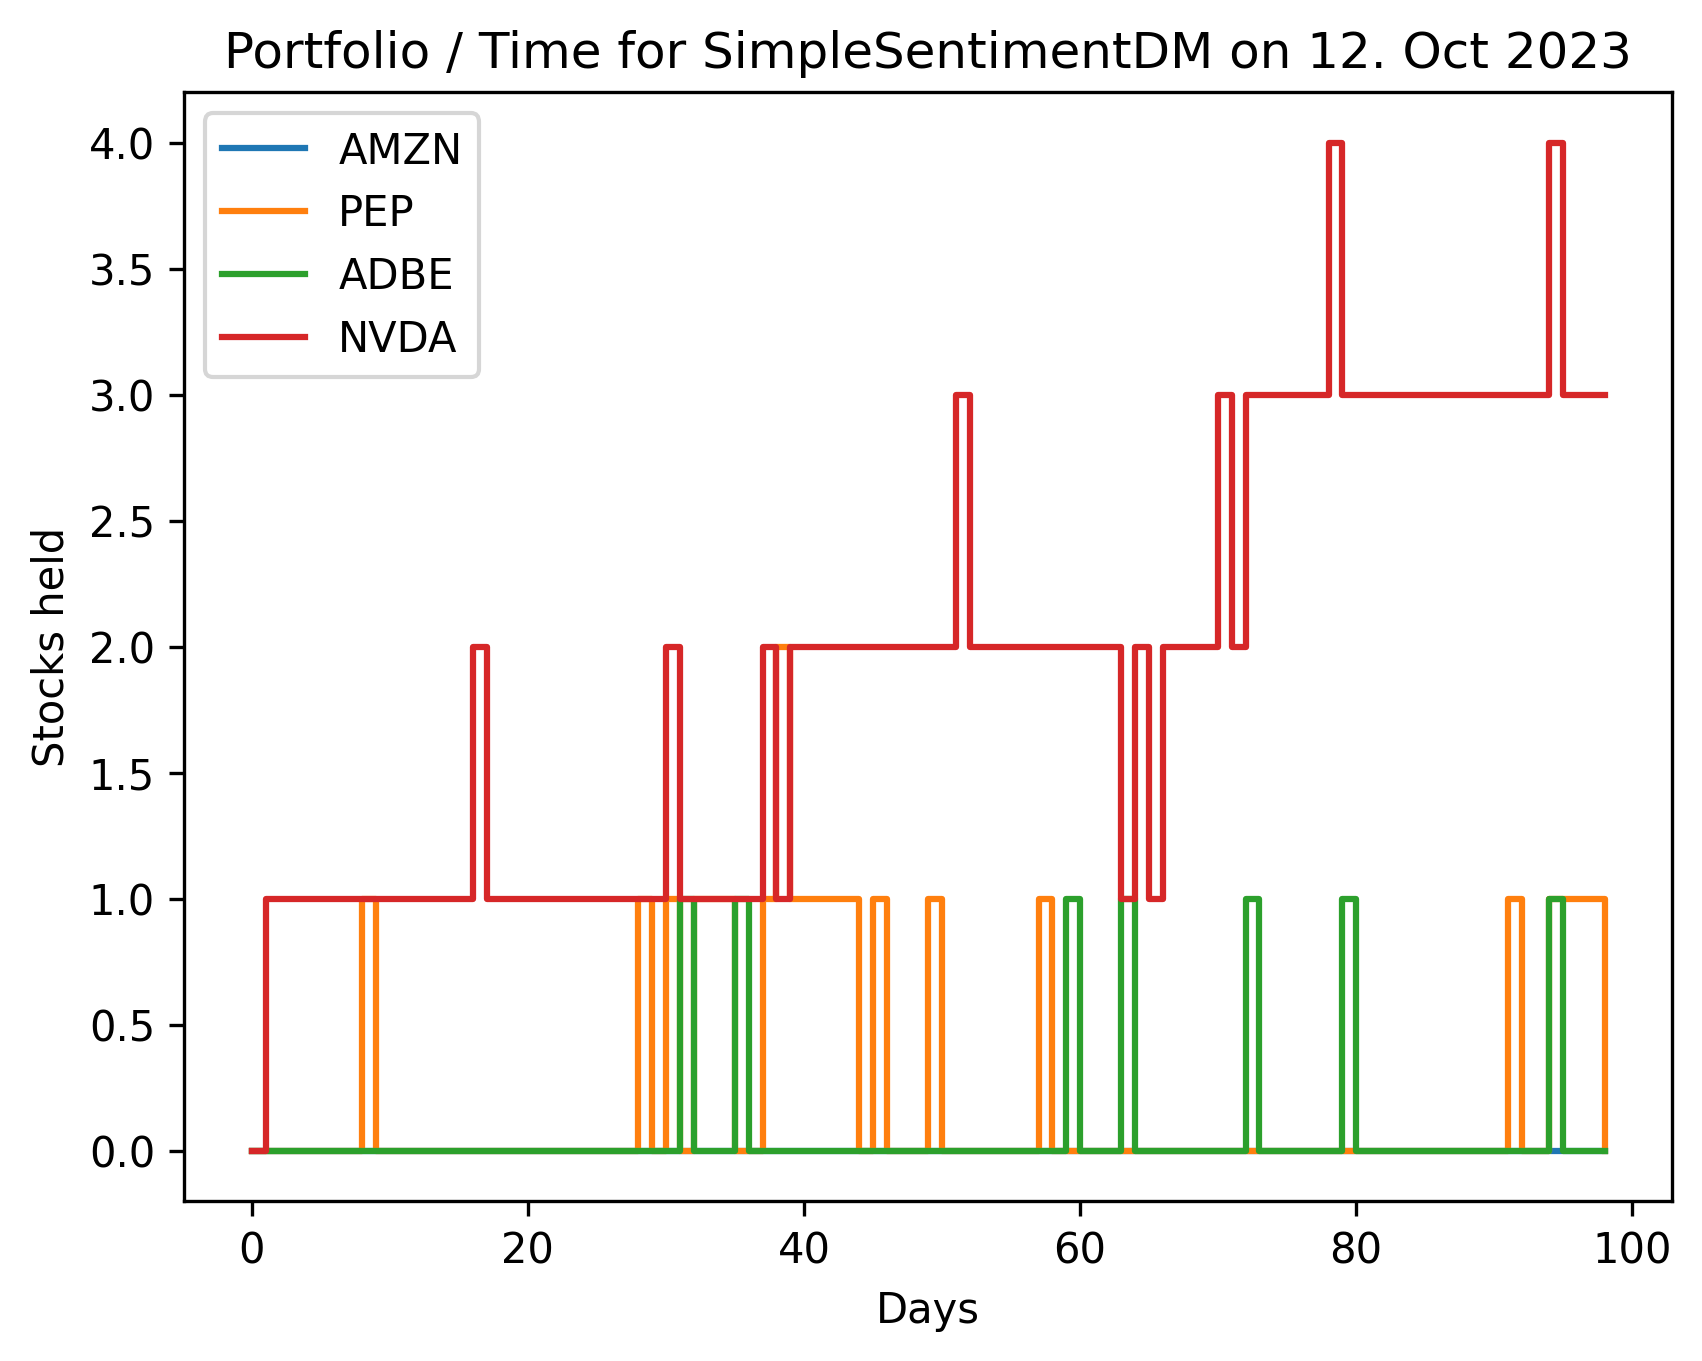 Portfolio / Time for SimpleSentimentDM on 12. Oct 2023
AMZN
PEP
ADBE
NVDA
4.0
3.5
3.0
2.5
2.0
1.5
1.0
0.5
0.0
Stocks held
0 20 40 60 80 100
Days